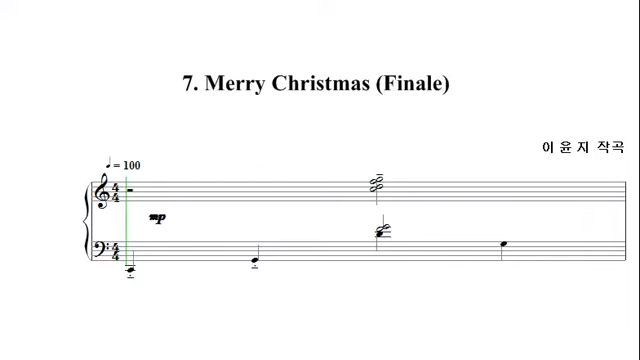 7. Merry Christmas (Finale)
이 윤 지 작곡
♩ = 100
mp